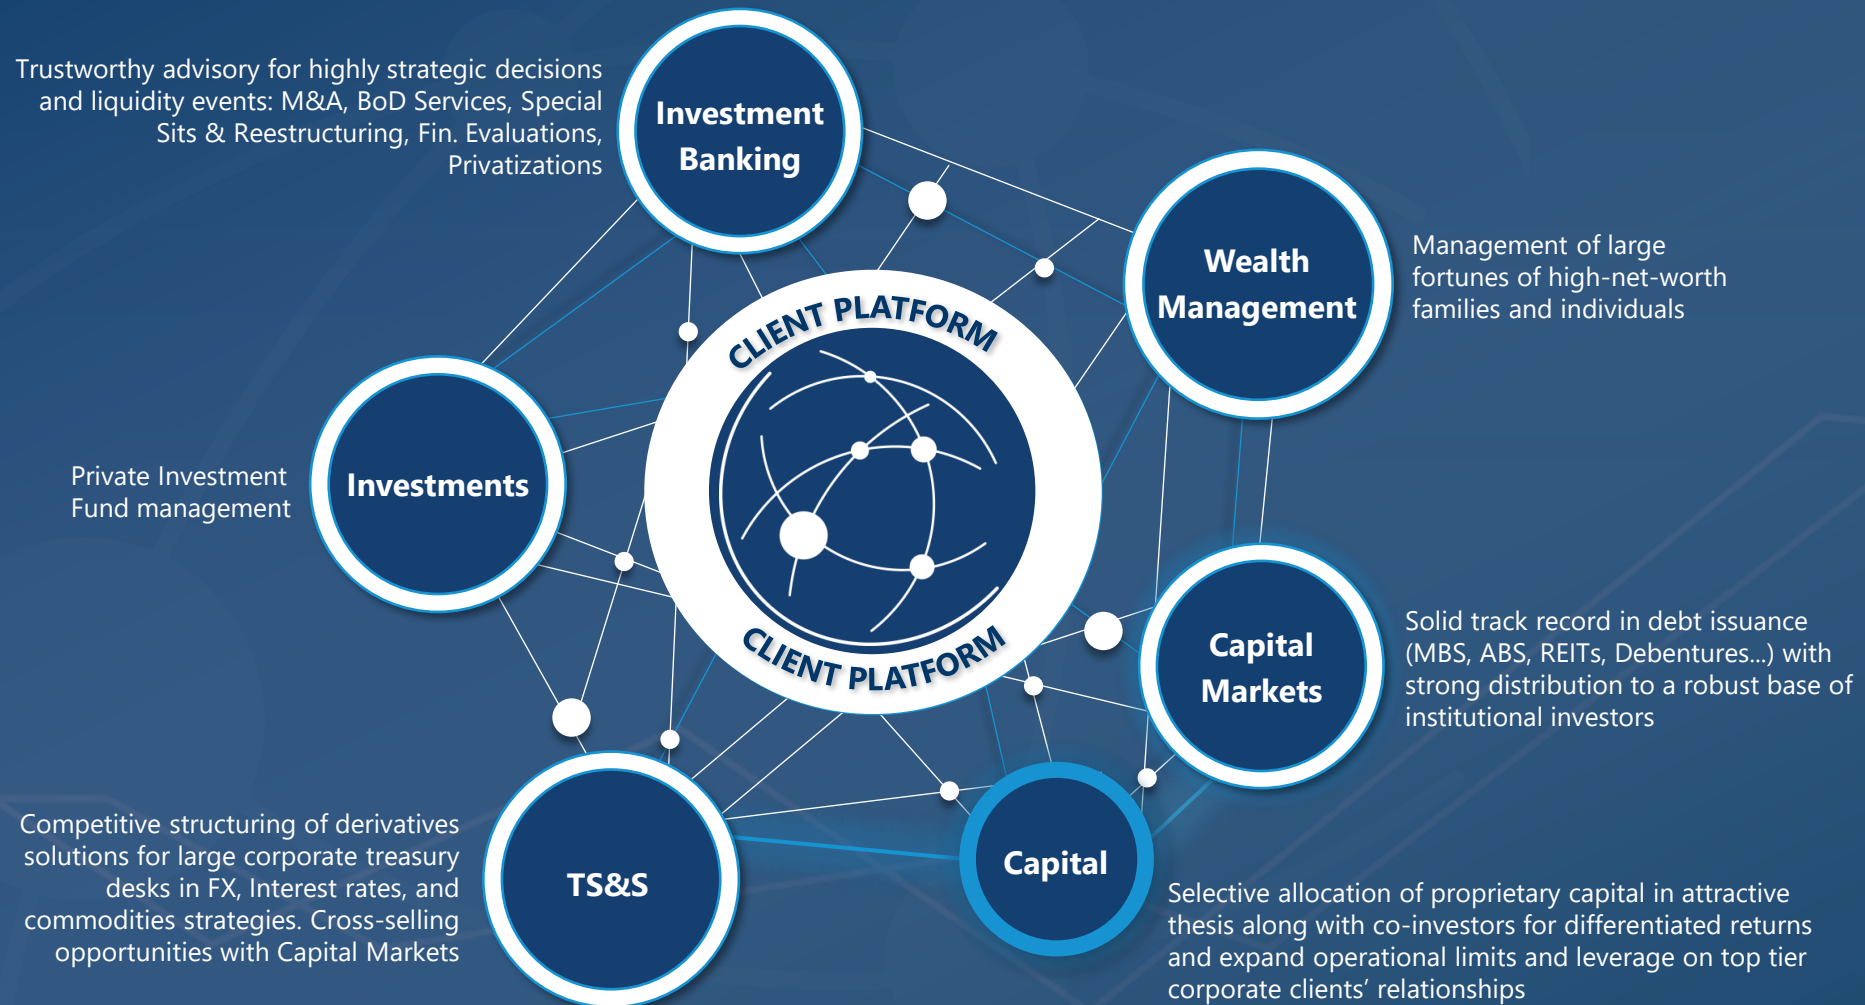 Trustworthy advisory for highly strategic decisions
and liquidity events: M&A, BoD Services, Special
Sits & Reestructuring, Fin. Evaluations,
Privatizations
Investment
Banking
Wealth
Management
Management of large
fortunes of high-net-worth
families and individuals
CLIENT PLATFORM
Private Investment
Fund management
Investments
CLIENT PLATFORM
Capital
Markets
Solid track record in debt issuance
(MBS, ABS, REITs, Debentures...) with
strong distribution to a robust base of
institutional investors
Competitive structuring of derivatives
solutions for large corporate treasury
desks in FX, Interest rates, and
commodities strategies. Cross-selling
opportunities with Capital Markets
TS&S
Capital
Selective allocation of proprietary capital in attractive
thesis along with co-investors for differentiated returns
and expand operational limits and leverage on top tier
corporate clients’ relationships